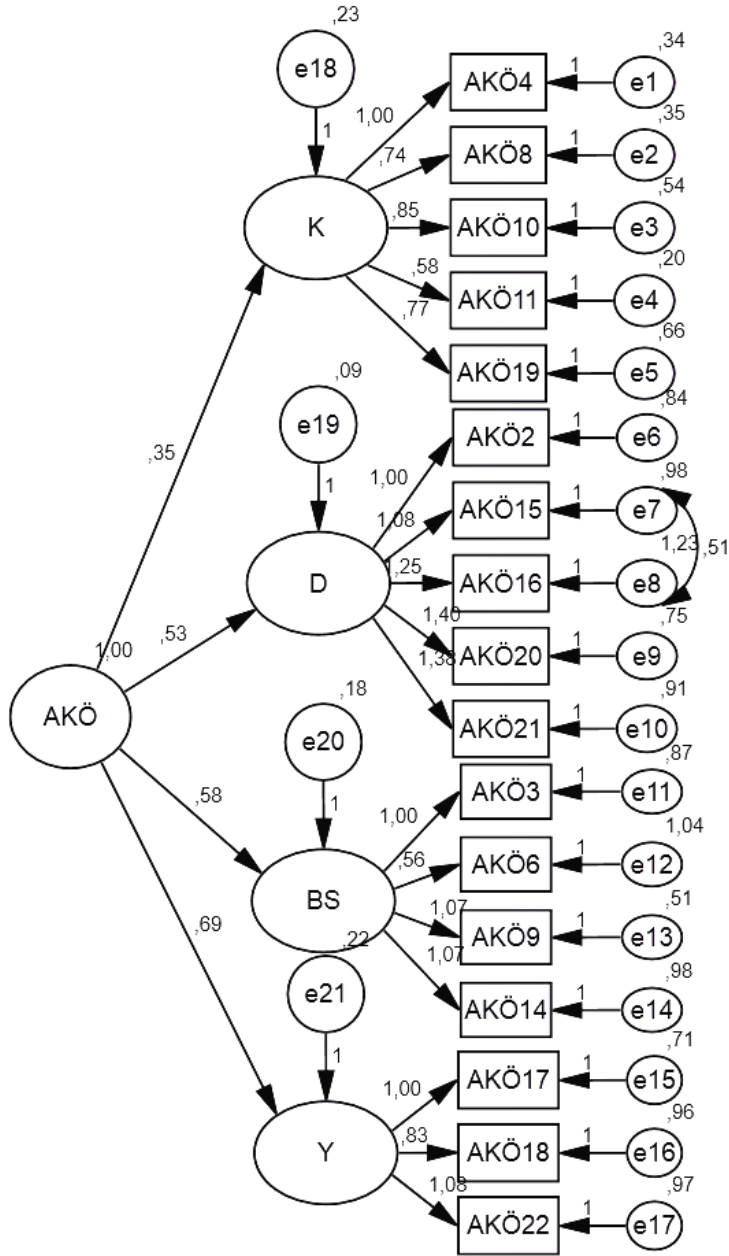 ,23
e18
1
K
,34
1,00
AKÖ4
1
e1
,35
,74
AKÖ8
1
e2
,54
,85
AKÖ10
1
e3
,20
,58
AKÖ11
1
e4
,66
,77
AKÖ19
1
e5
,09
e19
1
D
,84
1,00
AKÖ2
1
e6
,98
1,08
AKÖ15
1
e7
1,23
,51
1,25
AKÖ16
1
e8
,75
1,40
AKÖ20
1
e9
,91
1,38
AKÖ21
1
e10
,35
,53
1,00
AKÖ
,58
,69
,18
e20
1
BS
,87
1,00
AKÖ3
1
e11
1,04
,56
AKÖ6
1
e12
,51
1,07
AKÖ9
1
e13
,98
1,07
AKÖ14
1
e14
,22
e21
1
Y
,71
1,00
AKÖ17
1
e15
,96
,83
AKÖ18
1
e16
,97
1,08
AKÖ22
1
e17